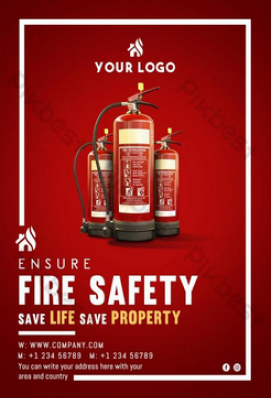 YOUR LOGO
ENSURE
FIRE SAFETY
SAVE LIFE SAVE PROPERTY
W: WWW.COMPANY.COM
M: +1 234 56789 M: +1 234 56789
You can write your address here with your
area and country